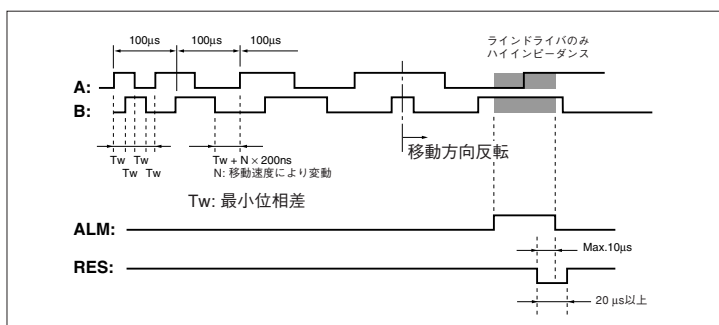 100μs 100μs 100μs
ラインドライバのみ
ハイインピーダンス
A:
B:
Tw Tw
Tw Tw
Tw + N × 200ns
N: 移動速度により変動
移動方向反転
Tw: 最小位相差
ALM:
Max.10μs
RES:
20 μs以上